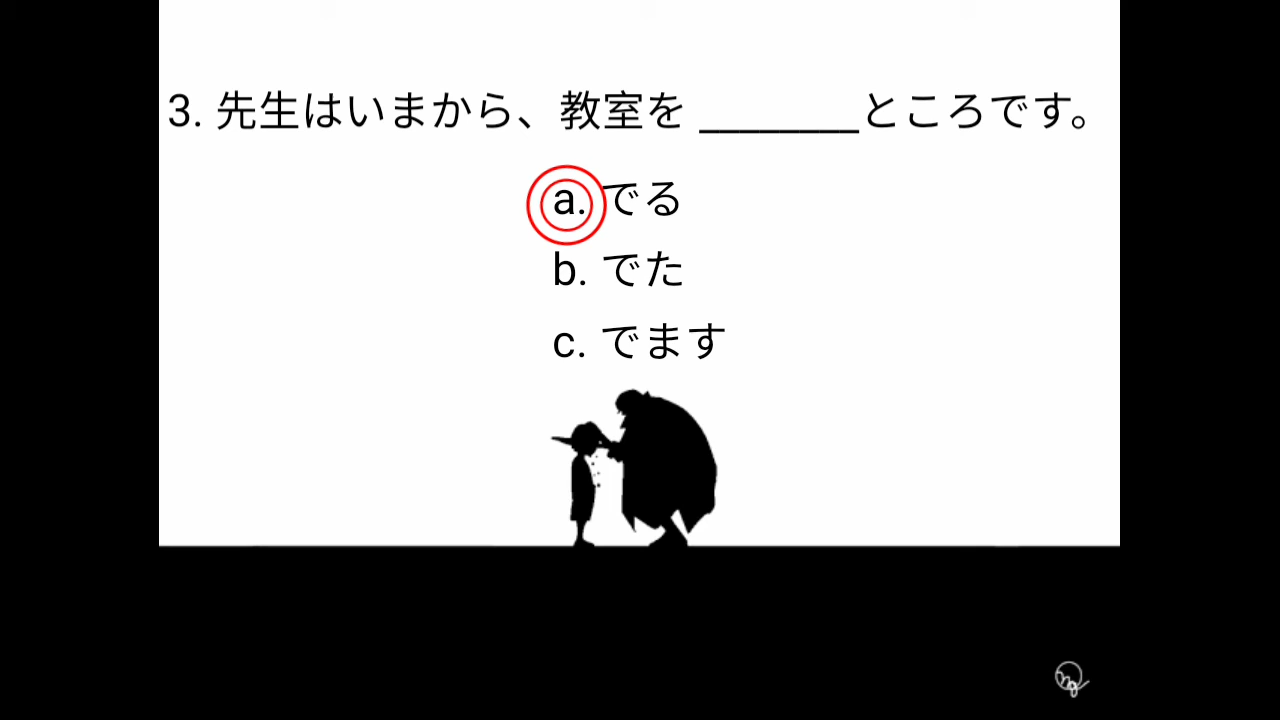 3. 先生はいまから、教室を ________ところです。
a. でる
b. でた
c. でます